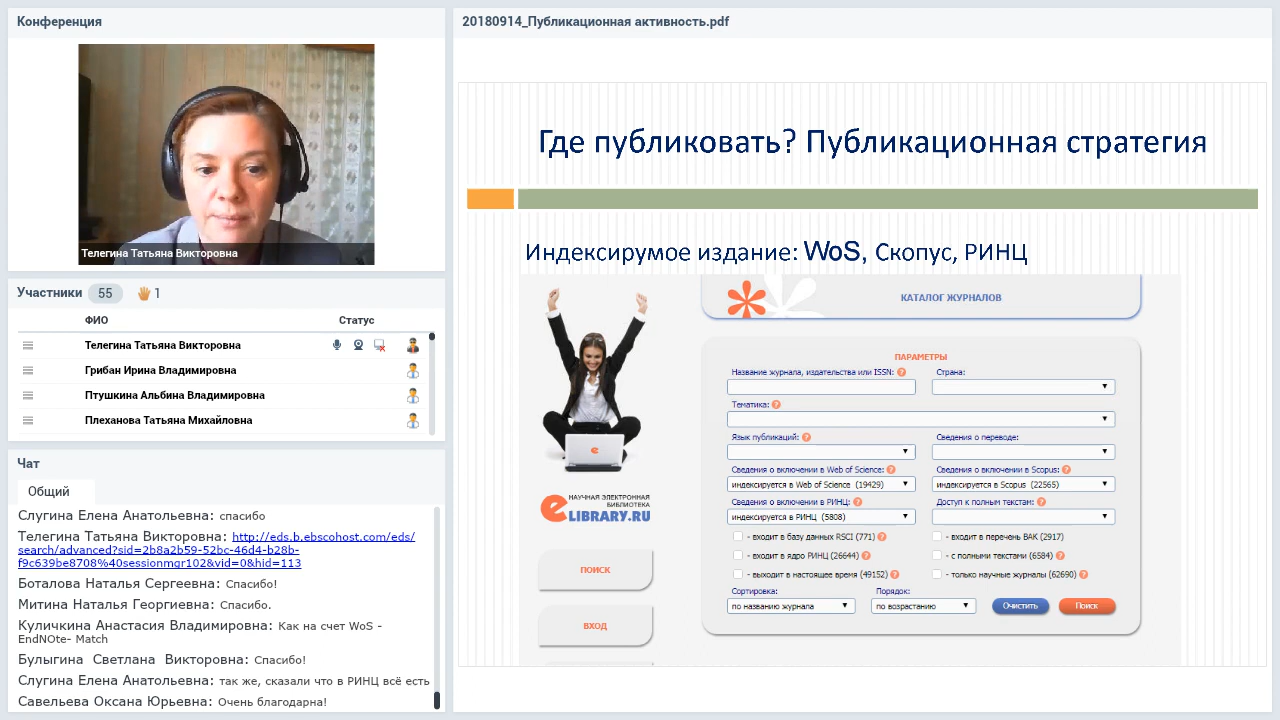 Конференция
Телегина Татьяна Викторовна
Участники 55 1
ФИО Статус
Телегина Татьяна Викторовна
Грибан Ирина Владимировна
Птушкина Альбина Владимировна
Плеханова Татьяна Михайловна
Чат
Общий
Слугина Елена Анатольевна: спасибо
Телегина Татьяна Викторовна: http://eds.b.ebscohost.com/eds/
search/advanced?sid=2b8a2b59-52bc-46d4-b28b-
f9c639be8708%40sessionmgr102&vid=0&hid=113
Боталова Наталья Сергеевна: Спасибо!
Митина Наталья Георгиевна: Спасибо.
Куличкина Анастасия Владимировна: Как на счет WoS -
EndNOte- Match
Булыгина Светлана Викторовна: Спасибо!
Слугина Елена Анатольевна: так же, сказали что в РИНЦ всё есть
Савельева Оксана Юрьевна: Очень благодарна!
20180914_Публикационная активность.pdf
Где публиковать? Публикационная стратегия
Индексирумое издание: WoS, Скопус, РИНЦ
НАУЧНАЯ ЭЛЕКТРОННАЯ
БИБЛИОТЕКА
eLIBRARY.RU
ПОИСК
ВХОД
КАТАЛОГ ЖУРНАЛОВ
ПАРАМЕТРЫ
Название журнала, издательства или ISSN: ? Страна:
Тематика: ?
Язык публикаций: ? Сведения о переводе:
Сведения о включении в Web of Science: ? Сведения о включении в Scopus: ?
индексируется в Web of Science (19429) индексируется в Scopus (22565)
Сведения о включении в РИНЦ: ? Доступ к полным текстам: ?
индексируется в РИНЦ (5808)
- входит в базу данных RSCI (771) ? - входит в перечень ВАК (2917)
- входит в ядро РИНЦ (26644) ? - с полными текстами (6584) ?
- выходит в настоящее время (49152) ? - только научные журналы (62690) ?
Сортировка: Порядок:
по названию журнала по возрастанию Очистить Поиск